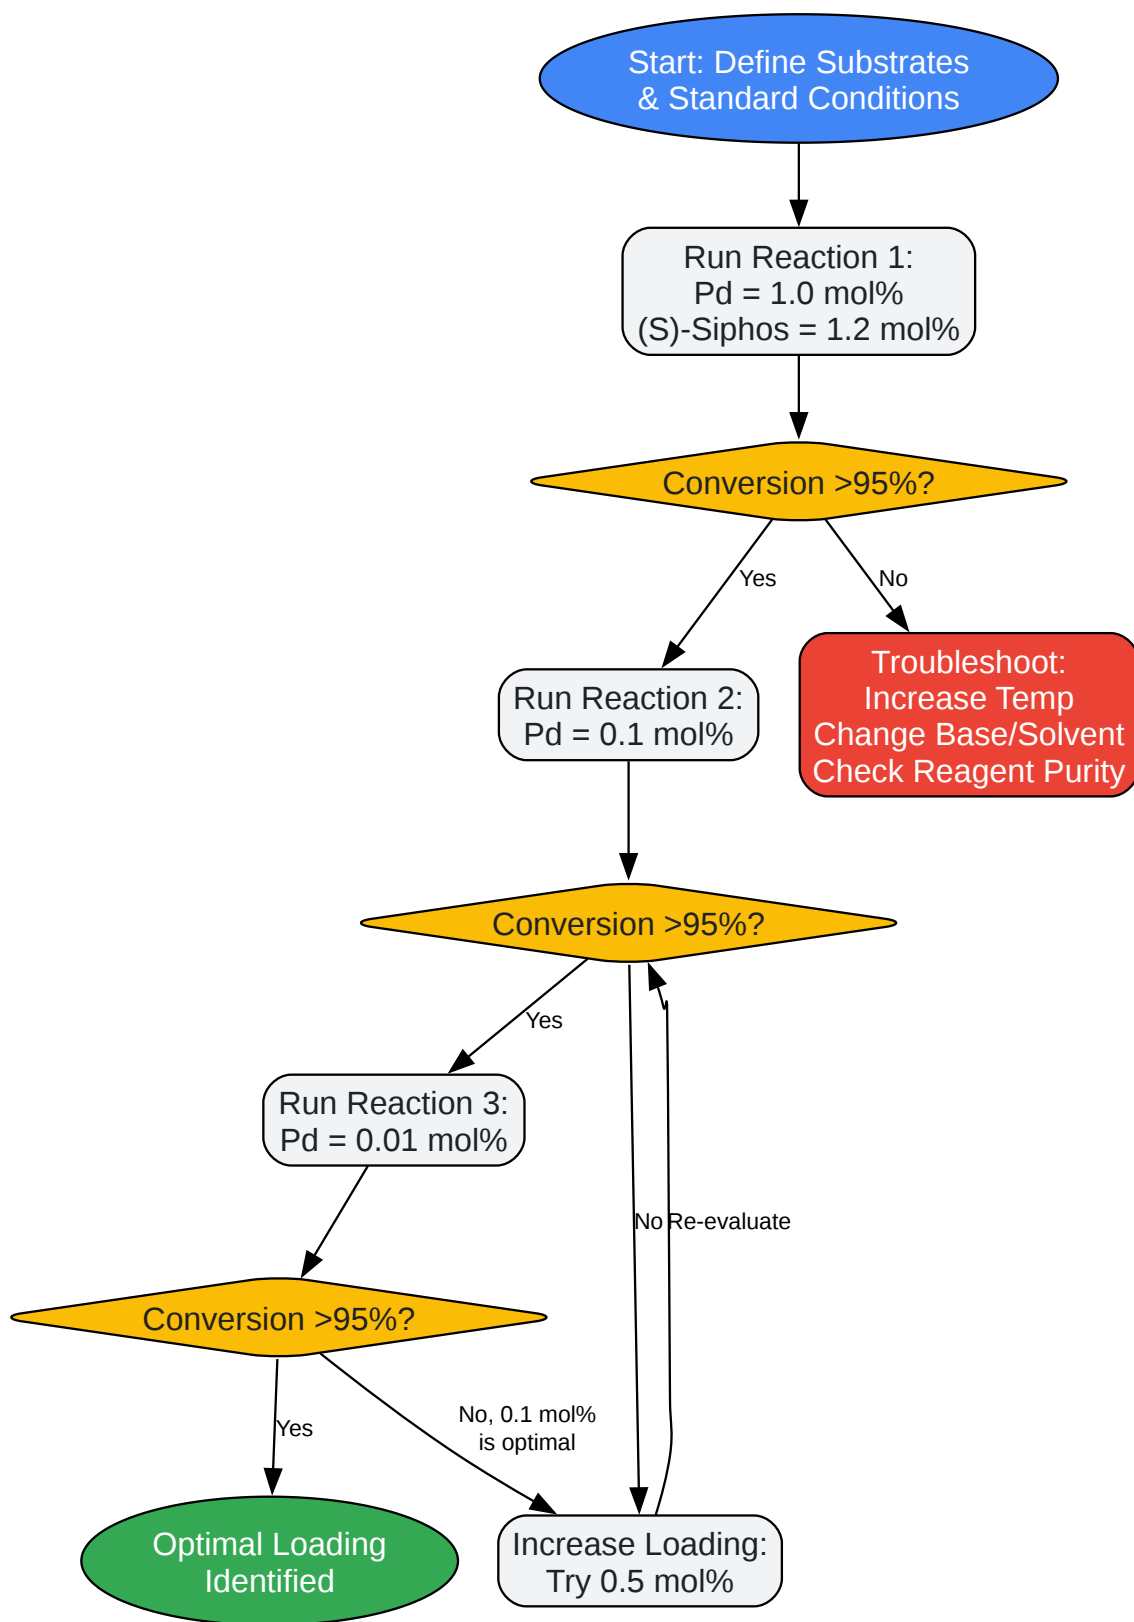 Start: Define Substrates
& Standard Conditions
Run Reaction 1:
Pd = 1.0 mol%
(S)-Siphos = 1.2 mol%
Conversion >95%?
Yes
No
Run Reaction 2:
Pd = 0.1 mol%
Troubleshoot:
Increase Temp
Change Base/Solvent
Check Reagent Purity
Conversion >95%?
Yes
Run Reaction 3:
Pd = 0.01 mol%
No
Re-evaluate
Conversion >95%?
Yes
No, 0.1 mol%
is optimal
Optimal Loading
Identified
Increase Loading:
Try 0.5 mol%